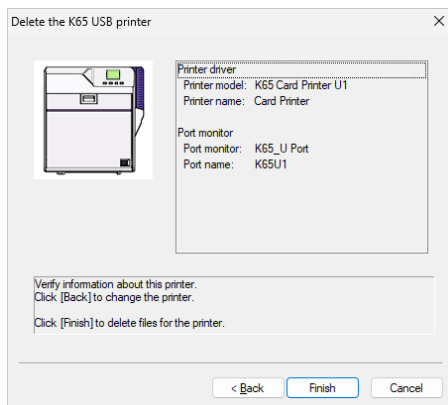 Delete the K65 USB printer
Printer driver
Printer model: K65 Card Printer U1
Printer name: Card Printer
Port monitor
Port monitor: K65_U Port
Port name: K65U1
Verify information about this printer.
Click [Back] to change the printer.
Click [Finish] to delete files for the printer.
< Back Finish Cancel